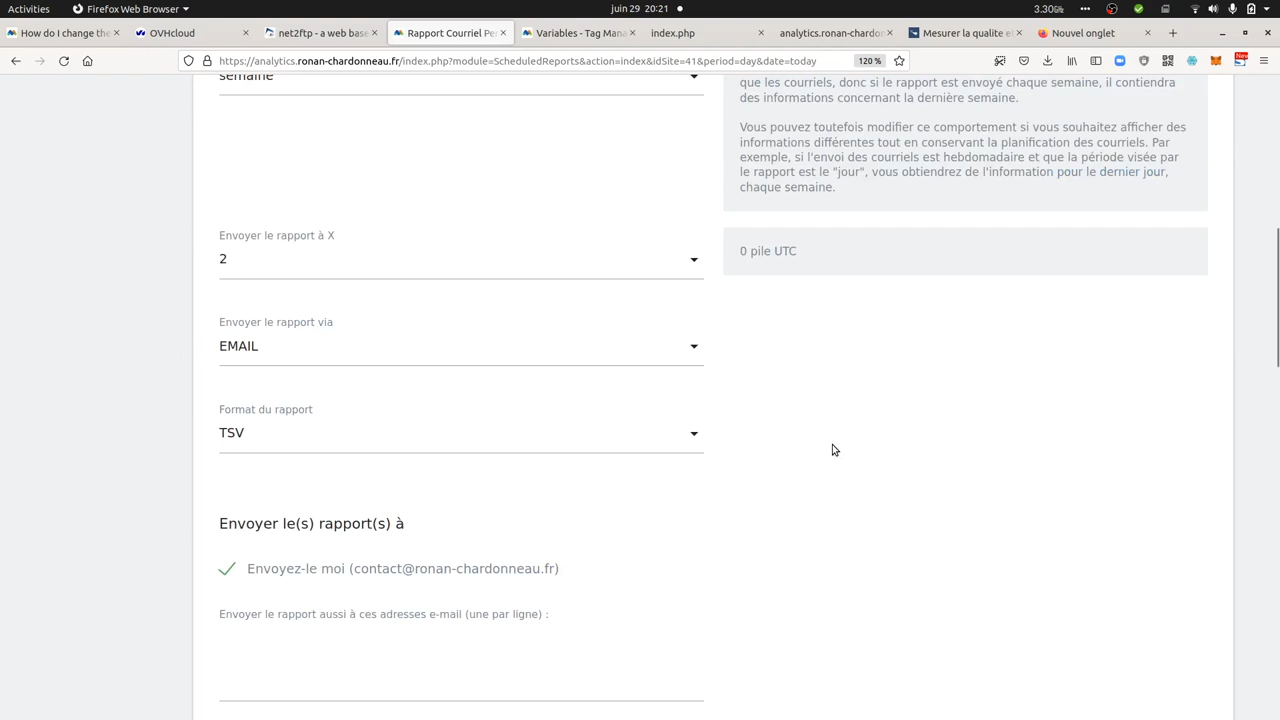 Activities
Firefox Web Browser
juin 29 20:21
3.30GiB
How do I change the
OVHcloud
net2ftp - a web base
Rapport Courriel Per
Variables - Tag Mana
index.php
analytics.ronan-chardon
Mesurer la qualite et
Nouvel onglet
https://analytics.ronan-chardonneau.fr/index.php?module=ScheduledReports&action=index&idSite=41&period=day&date=today
120 %
New
semaine
que les courriels, donc si le rapport est envoyé chaque semaine, il contiendra
des informations concernant la dernière semaine.
Vous pouvez toutefois modifier ce comportement si vous souhaitez afficher des
informations différentes tout en conservant la planification des courriels. Par
exemple, si l'envoi des courriels est hebdomadaire et que la période visée par
le rapport est le "jour", vous obtiendrez de l'information pour le dernier jour,
chaque semaine.
Envoyer le rapport à X
2
0 pile UTC
Envoyer le rapport via
EMAIL
Format du rapport
TSV
Envoyer le(s) rapport(s) à
Envoyez-le moi (contact@ronan-chardonneau.fr)
Envoyer le rapport aussi à ces adresses e-mail (une par ligne) :